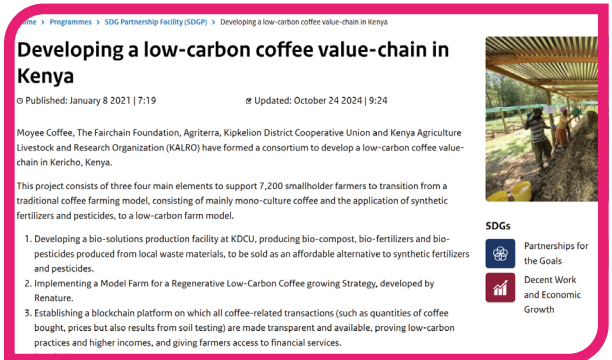 ome > Programmes > SDG Partnership Facility (SDGP) > Developing a low-carbon coffee value-chain in Kenya
Developing a low-carbon coffee value-chain in
Kenya
Published: January 8 2021 | 7:19
Updated: October 24 2024 | 9:24
Moyee Coffee, The Fairchain Foundation, Agriterra, Kipkelion District Cooperative Union and Kenya Agriculture
Livestock and Research Organization (KALRO) have formed a consortium to develop a low-carbon coffee value-
chain in Kericho, Kenya.
This project consists of three four main elements to support 7,200 smallholder farmers to transition from a
traditional coffee farming model, consisting of mainly mono-culture coffee and the application of synthetic
fertilizers and pesticides, to a low-carbon farm model.
1. Developing a bio-solutions production facility at KDCU, producing bio-compost, bio-fertilizers and bio-
pesticides produced from local waste materials, to be sold as an affordable alternative to synthetic fertilizers
and pesticides.
2. Implementing a Model Farm for a Regenerative Low-Carbon Coffee growing Strategy, developed by
Renature.
3. Establishing a blockchain platform on which all coffee-related transactions (such as quantities of coffee
bought, prices but also results from soil testing) are made transparent and available, proving low-carbon
practices and higher incomes, and giving farmers access to financial services.
SDGs
Partnerships for
the Goals
Decent Work
and Economic
Growth